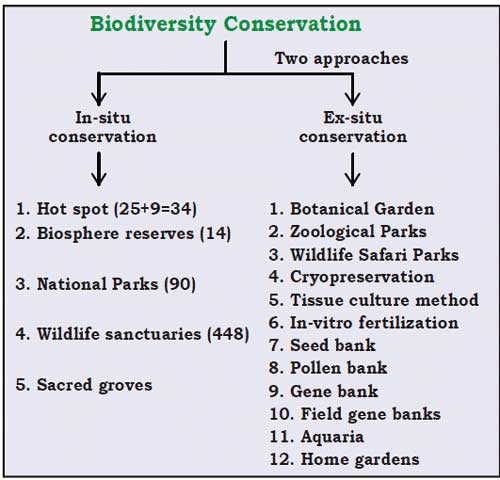 Biodiversity Conservation
Two approaches
In-situ
conservation
1. Hot spot (25+9=34)
2. Biosphere reserves (14)
3. National Parks (90)
4. Wildlife sanctuaries (448)
5. Sacred groves
Ex-situ
conservation
1. Botanical Garden
2. Zoological Parks
3. Wildlife Safari Parks
4. Cryopreservation
5. Tissue culture method
6. In-vitro fertilization
7. Seed bank
8. Pollen bank
9. Gene bank
10. Field gene banks
11. Aquaria
12. Home gardens